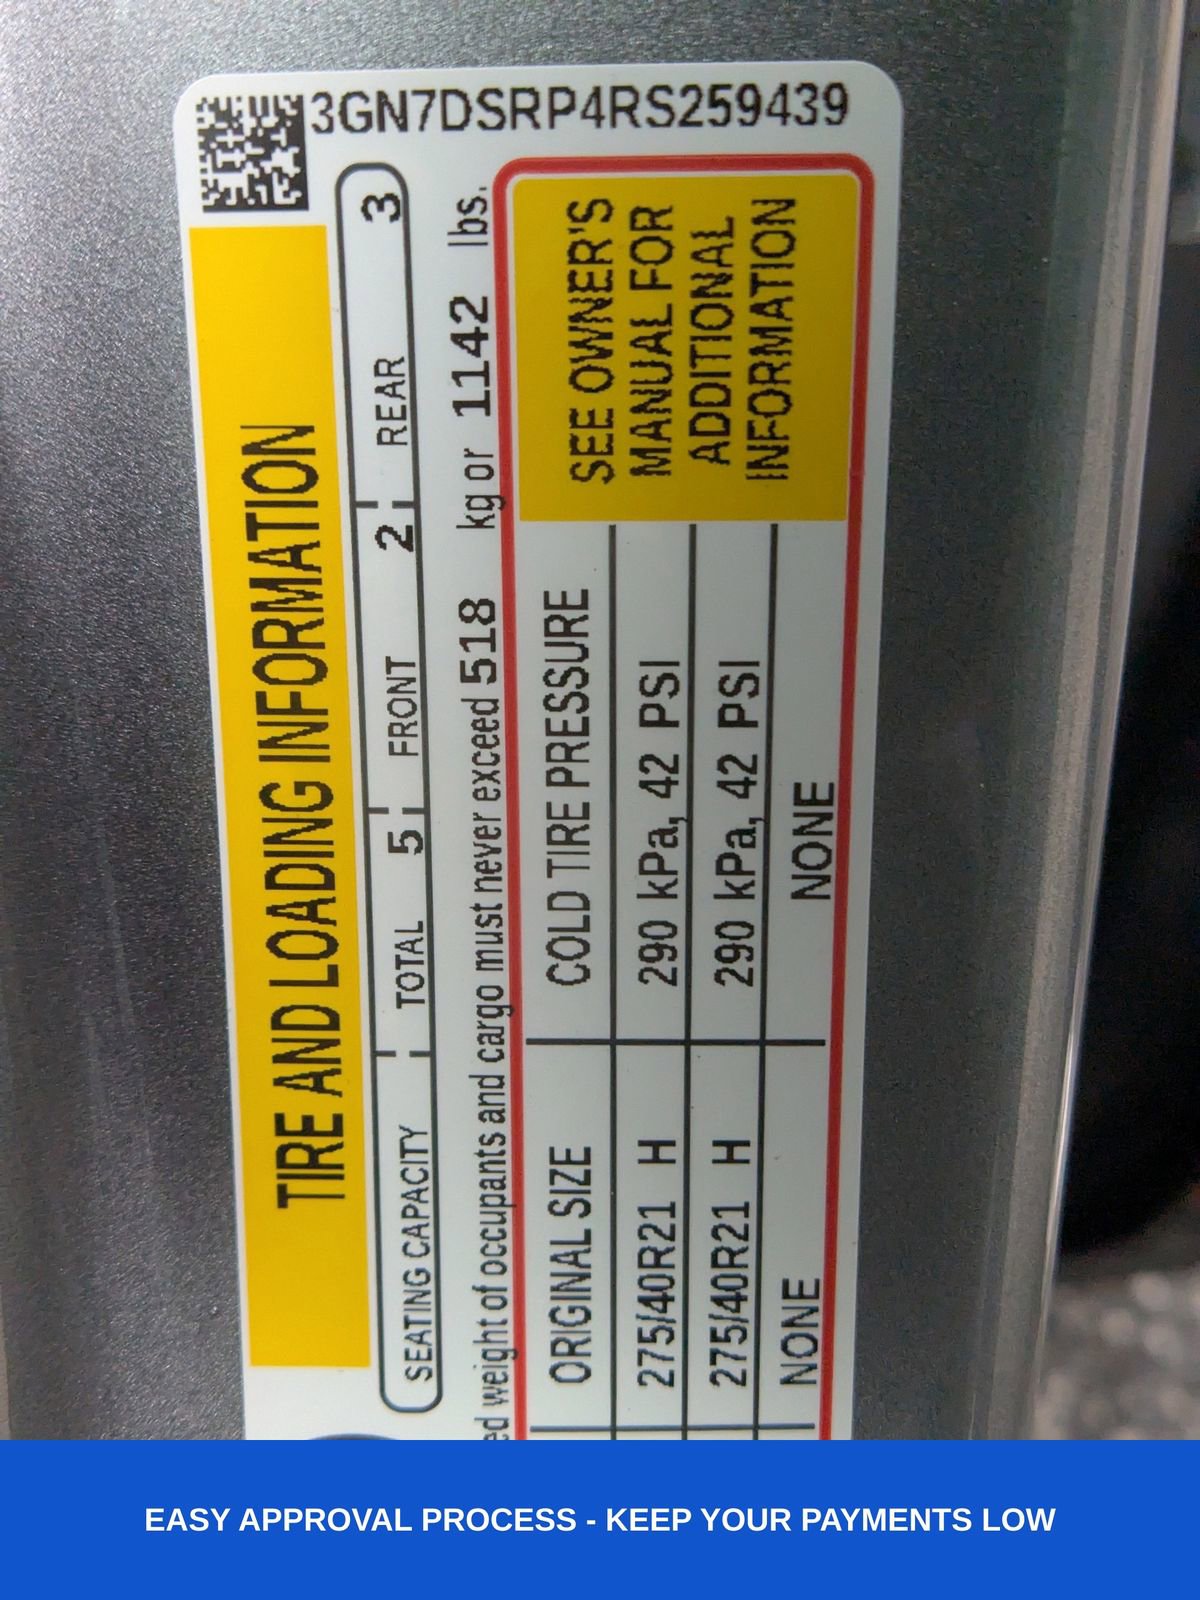 3GN7DSRP4RS259439
TIRE AND LOADING INFORMATION
SEATING CAPACITY TOTAL 5 FRONT 2 REAR 3
weight of occupants and cargo must never exceed 518 kg or 1142 lbs.
ORIGINAL SIZE COLD TIRE PRESSURE
275/40R21 H 290 kPa, 42 PSI
275/40R21 H 290 kPa, 42 PSI
NONE NONE
SEE OWNER'S
MANUAL FOR
ADDITIONAL
INFORMATION
EASY APPROVAL PROCESS - KEEP YOUR PAYMENTS LOW